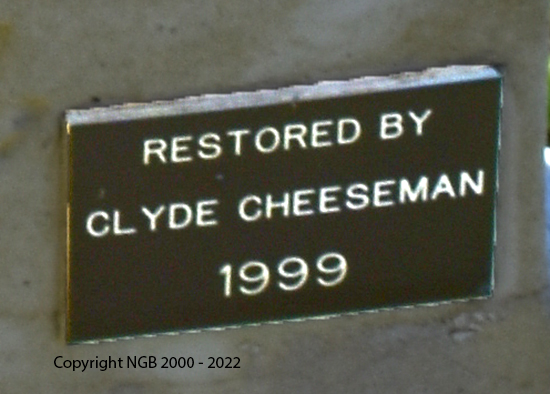 RESTORED BY
CLYDE CHEESEMAN
1999
Copyright NGB 2000 - 2022